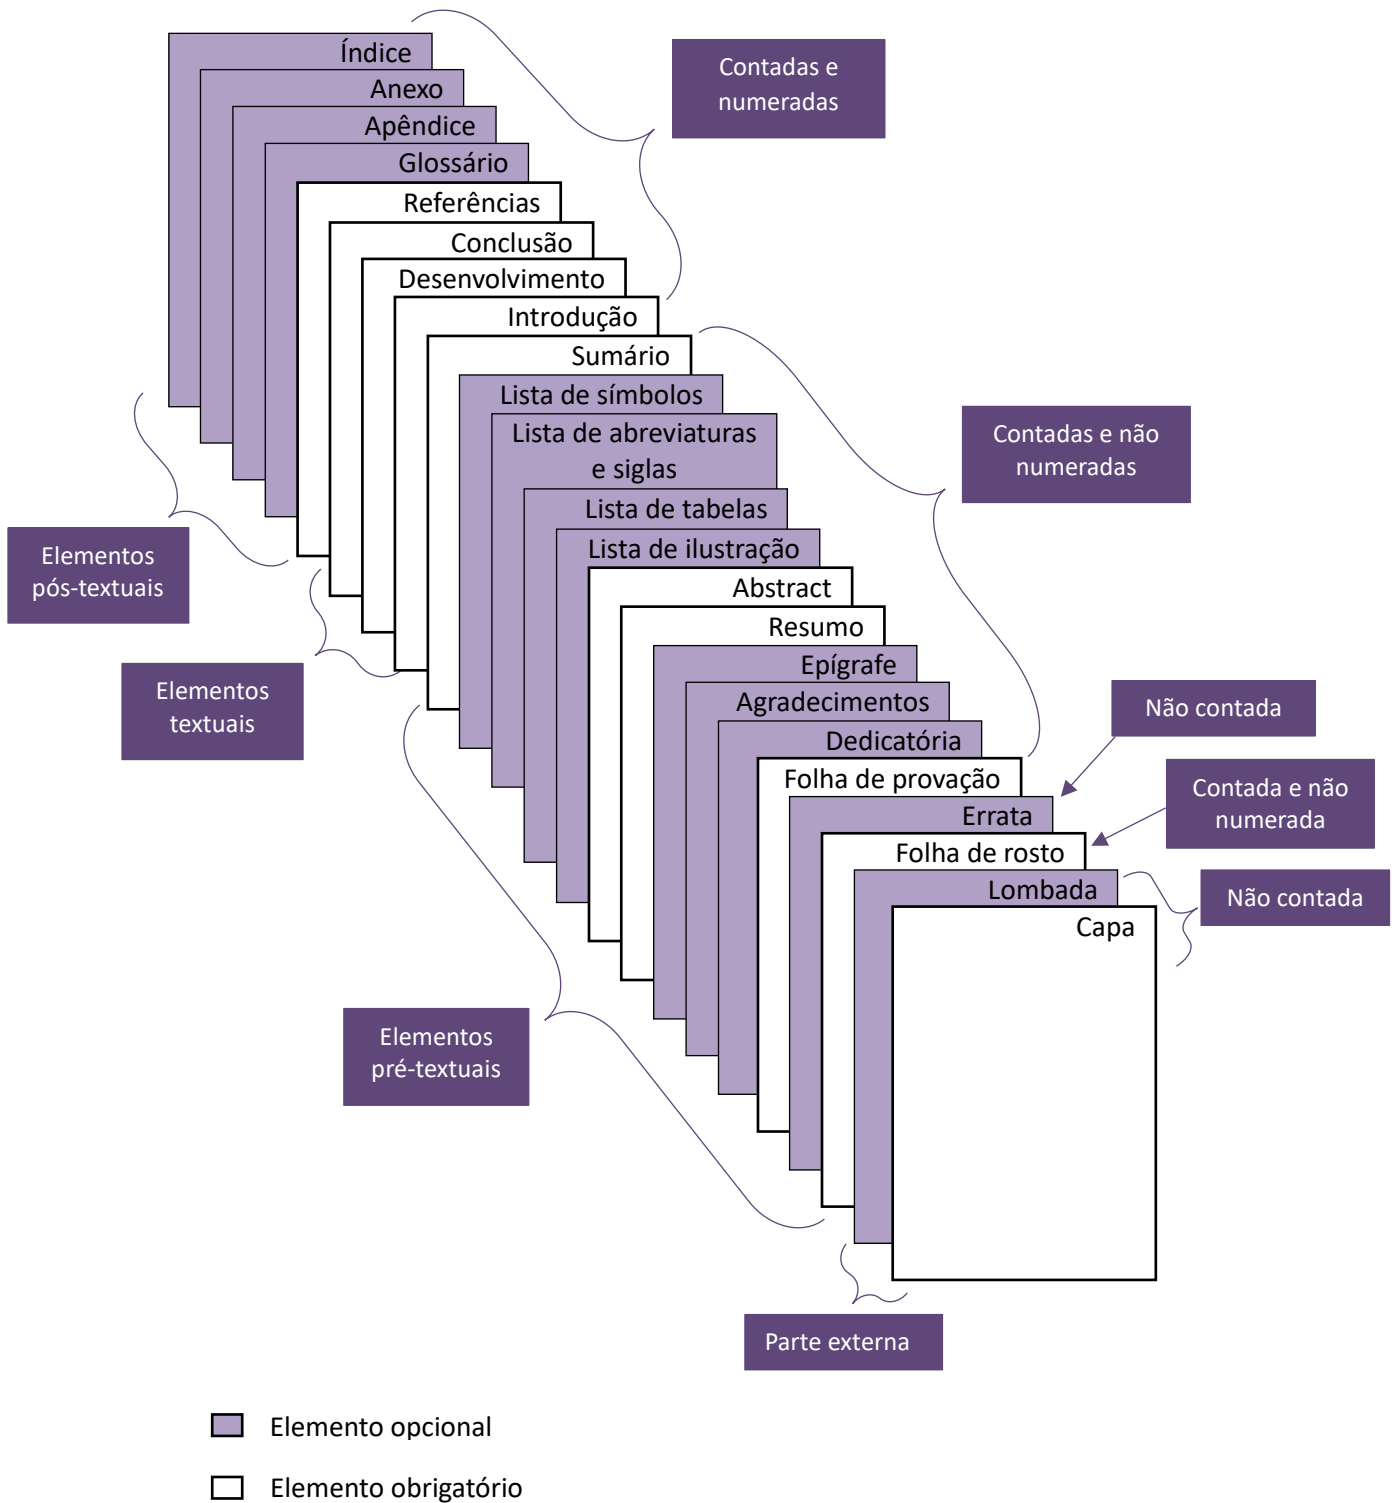 Índice
Anexo
Apêndice
Glossário
Referências
Conclusão
Desenvolvimento
Introdução
Sumário
Lista de símbolos
Lista de abreviaturas
e siglas
Lista de tabelas
Lista de ilustração
Abstract
Resumo
Epígrafe
Agradecimentos
Dedicatória
Folha de provação
Errata
Folha de rosto
Lombada
Capa
Contadas e
numeradas
Contadas e não
numeradas
Não contada
Contada e não
numerada
Não contada
Elementos
pós-textuais
Elementos
textuais
Elementos
pré-textuais
Parte externa
Elemento opcional
Elemento obrigatório